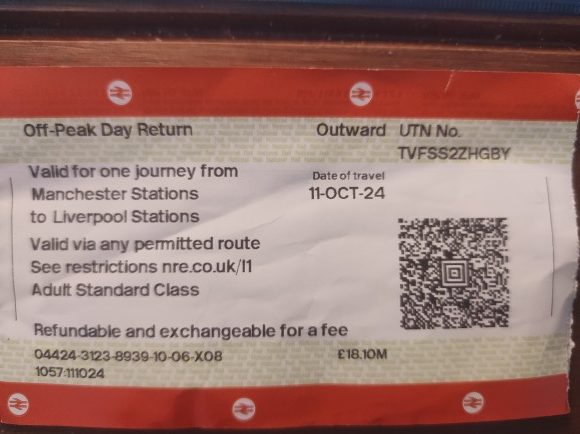 Off-Peak Day Return Outward UTN No.
TVFSS2ZHGBY
Valid for one journey from Date of travel
Manchester Stations 11-OCT-24
to Liverpool Stations
Valid via any permitted route
See restrictions nre.co.uk/I1
Adult Standard Class
Refundable and exchangeable for a fee
04424-3123-8939-10-06-X08 £18.10M
1057:111024